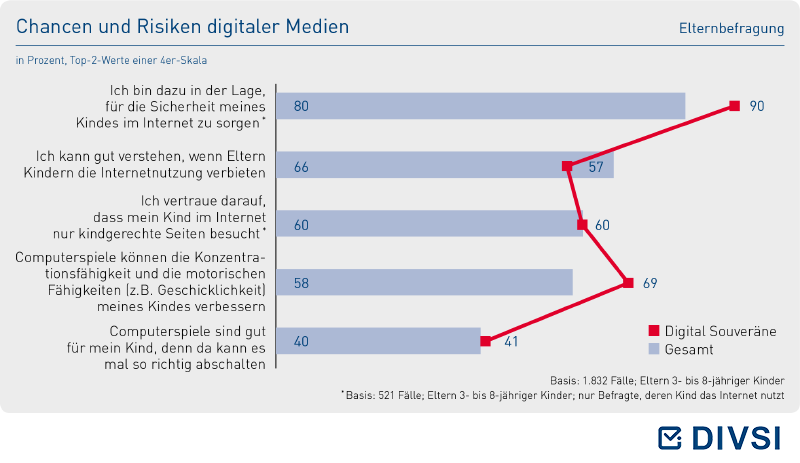 Chancen und Risiken digitaler Medien
Elternbefragung
in Prozent, Top-2-Werte einer 4er-Skala
Ich bin dazu in der Lage,
für die Sicherheit meines
Kindes im Internet zu sorgen*
80
90
Ich kann gut verstehen, wenn Eltern
Kindern die Internetnutzung verbieten
66
57
Ich vertraue darauf,
dass mein Kind im Internet
nur kindgerechte Seiten besucht*
60
60
Computerspiele können die Konzentra-
tionsfähigkeit und die motorischen
Fähigkeiten (z.B. Geschicklichkeit)
meines Kindes verbessern
58
69
Computerspiele sind gut
für mein Kind, denn da kann es
mal so richtig abschalten
40
41
Digital Souveräne
Gesamt
Basis: 1.832 Fälle; Eltern 3- bis 8-jähriger Kinder
*Basis: 521 Fälle; Eltern 3- bis 8-jähriger Kinder; nur Befragte, deren Kind das Internet nutzt
DIVSI